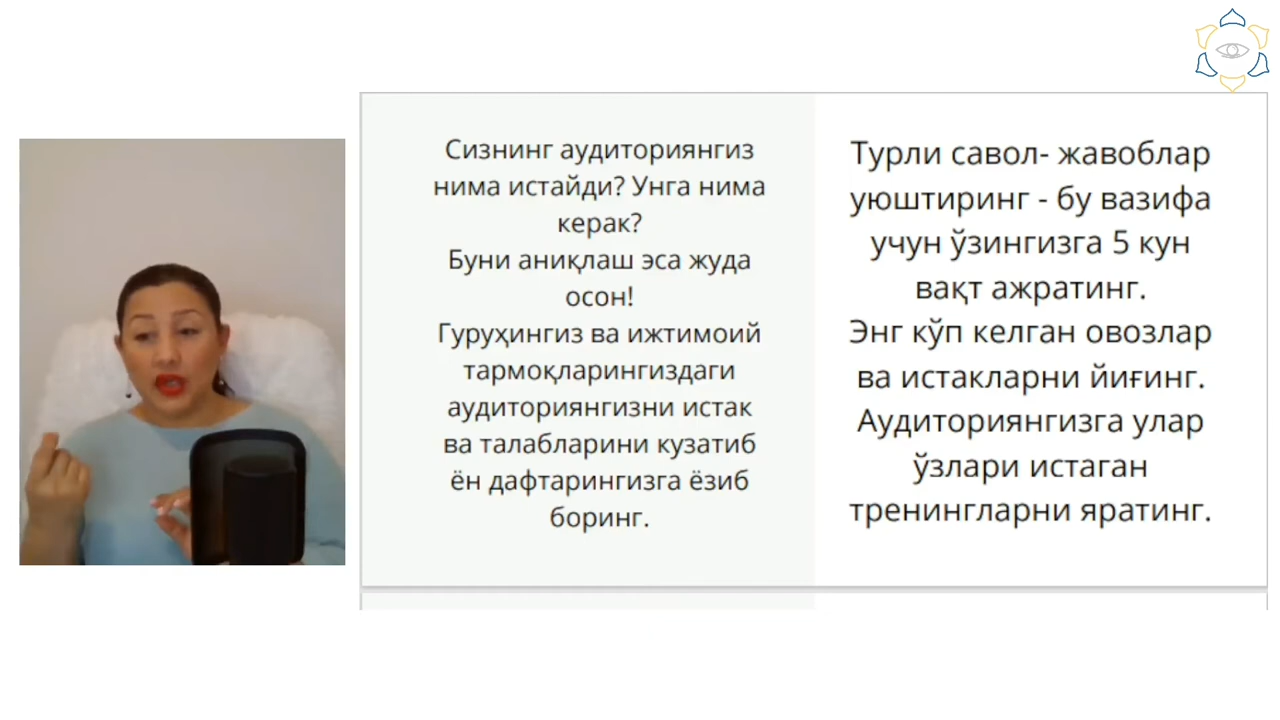 Сизнинг аудиториянгиз
нима истайди? Унга нима
керак?
Буни аниқлаш эса жуда
осон!
Гуруҳингиз ва ижтимоий
тармоқларингиздаги
аудиториянгизни истак
ва талабларини кузатиб
ён дафтарингизга ёзиб
боринг.
Турли савол- жавоблар
уюштиринг - бу вазифа
учун ўзингизга 5 кун
вақт ажратинг.
Энг кўп келган овозлар
ва истакларни йиғинг.
Аудиториянгизга улар
ўзлари истаган
тренингларни яратинг.